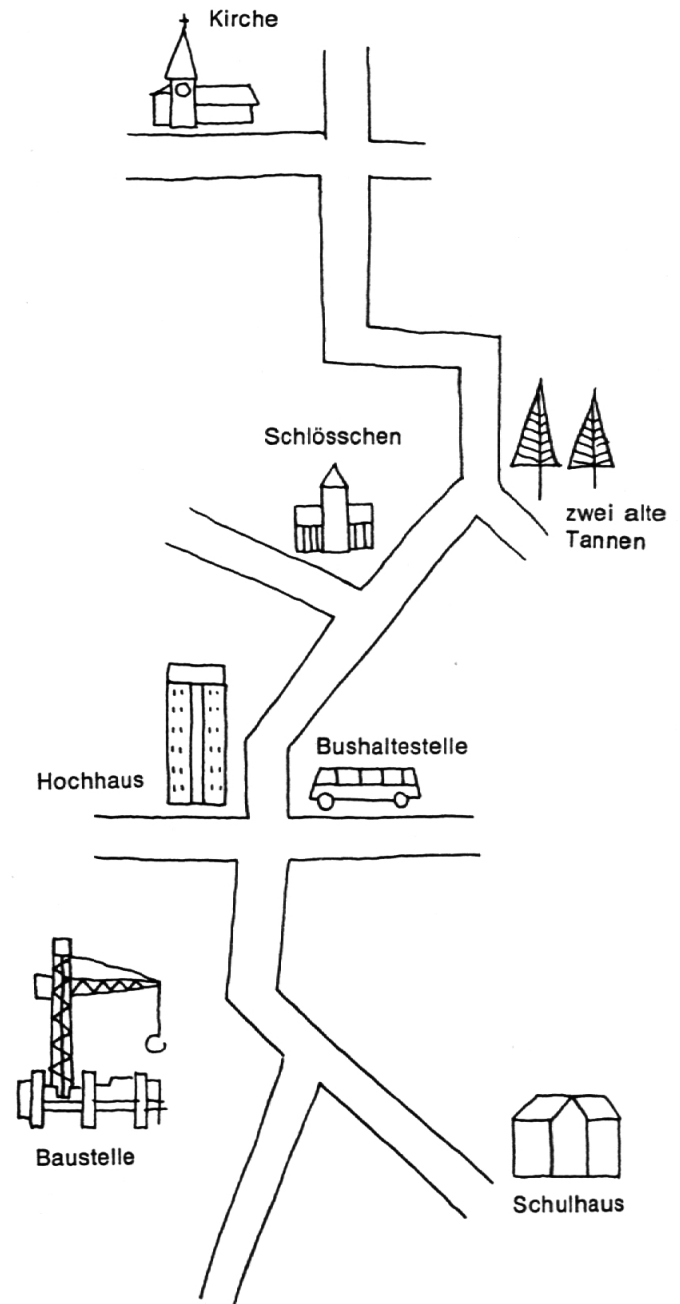 Kirche
Schlösschen
zwei alte
Tannen
Bushaltestelle
Hochhaus
Baustelle
Schulhaus